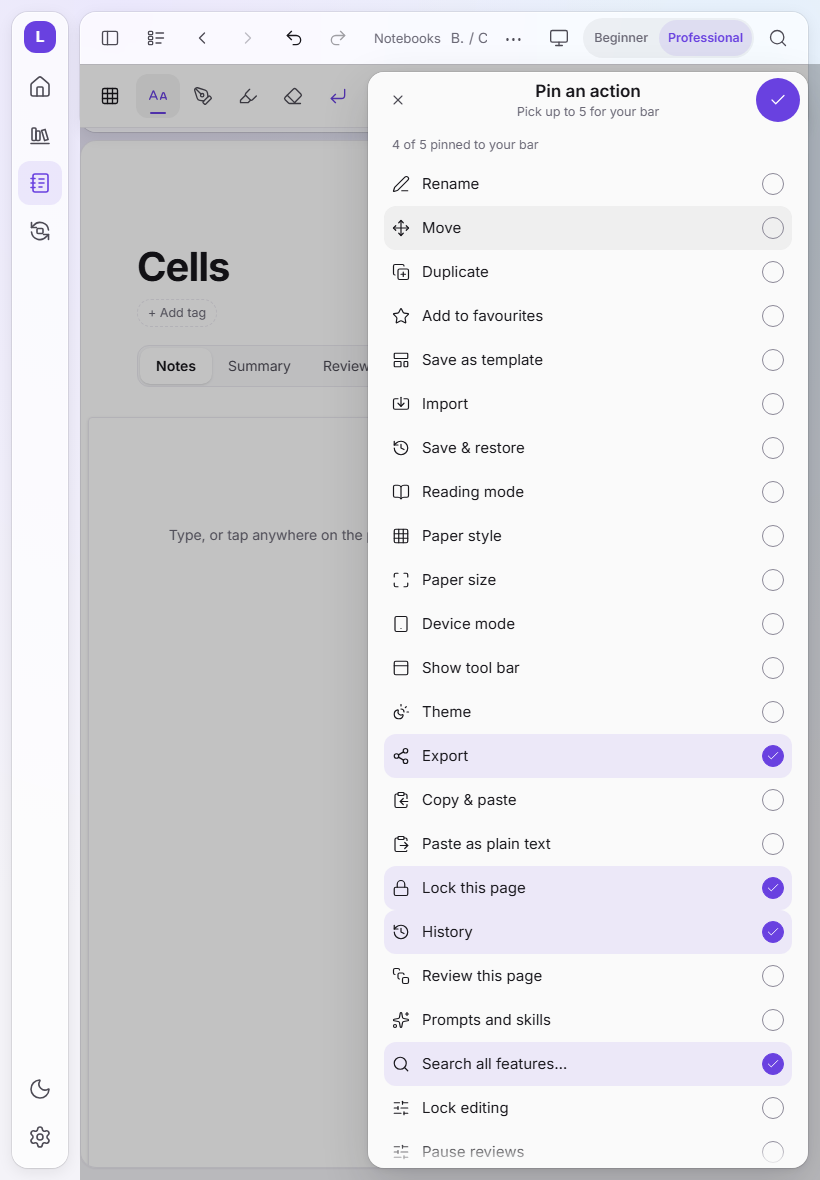 L
Notebooks B. / C
Beginner Professional
AA
Pin an action
Pick up to 5 for your bar
4 of 5 pinned to your bar
Cells
+ Add tag
Notes Summary Review
Type, or tap anywhere on the
Rename
Move
Duplicate
Add to favourites
Save as template
Import
Save & restore
Reading mode
Paper style
Paper size
Device mode
Show tool bar
Theme
Export
Copy & paste
Paste as plain text
Lock this page
History
Review this page
Prompts and skills
Search all features...
Lock editing
Pause reviews